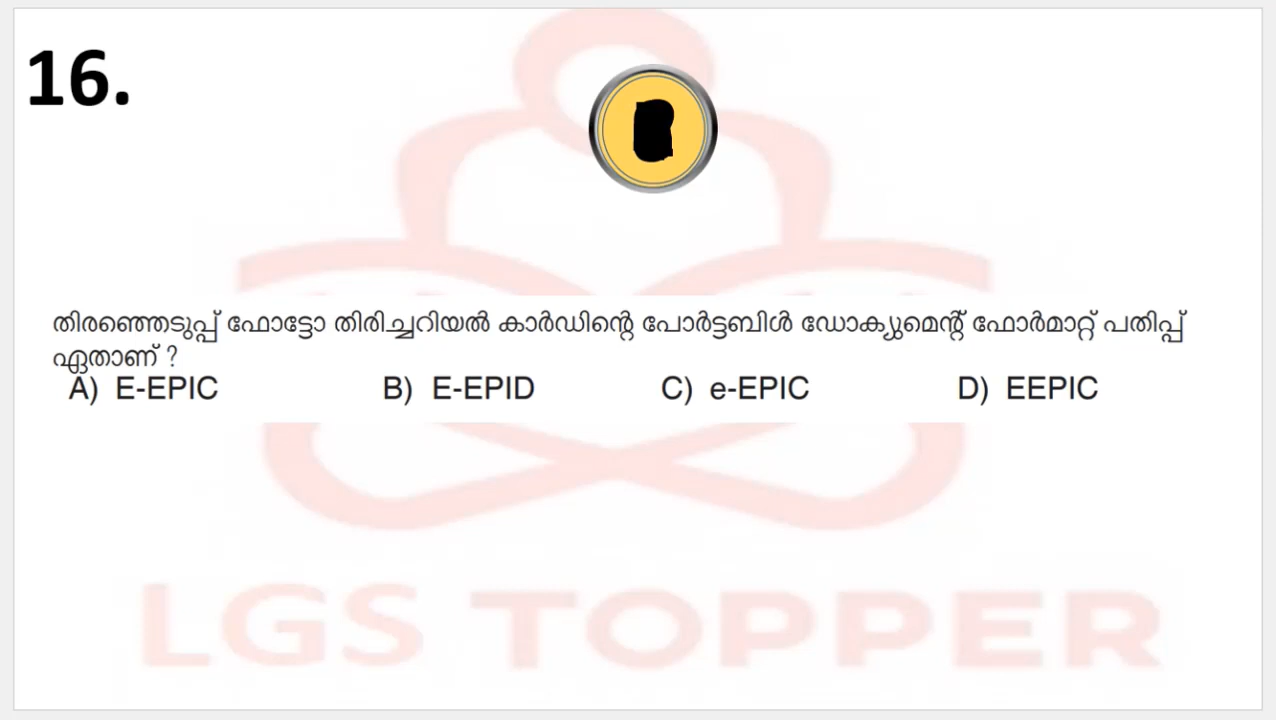 16.
തിരഞ്ഞെടുപ്പ് ഫോട്ടോ തിരിച്ചറിയൽ കാർഡിന്റെ പോർട്ടബിൾ ഡോക്യുമെന്റ് ഫോർമാറ്റ് പതിപ്പ്
ഏതാണ് ?
A) E-EPIC B) E-EPID C) e-EPIC D) EEPIC
LGS TOPPER